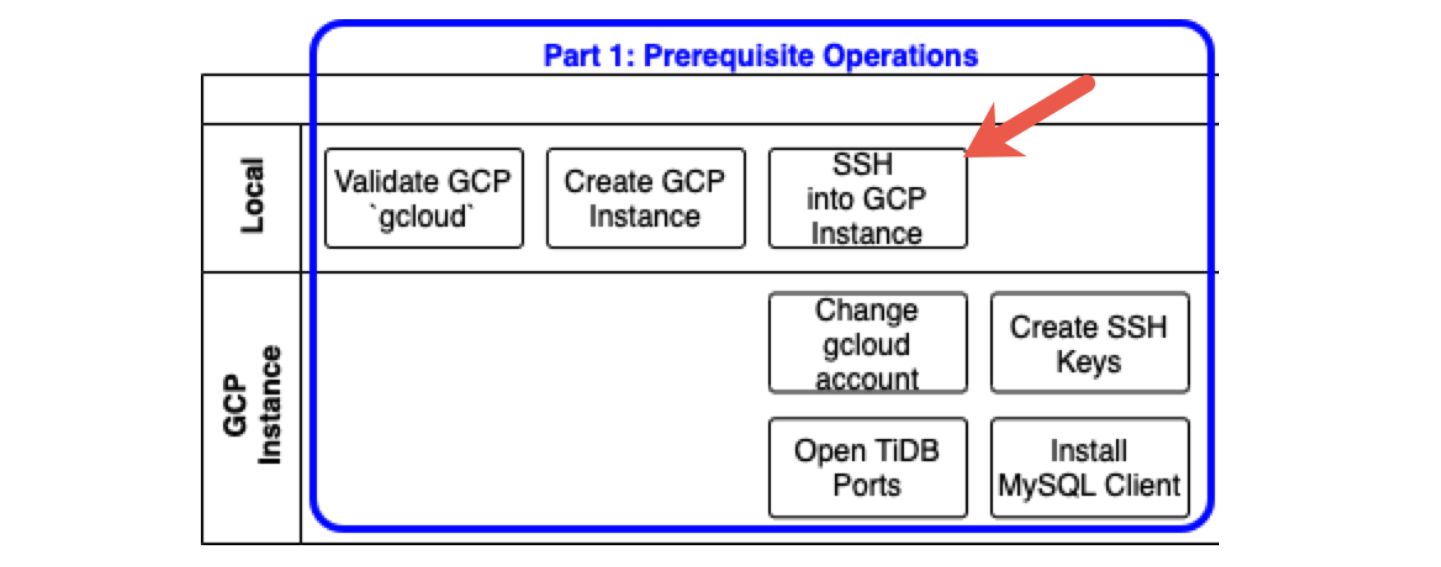 Part 1: Prerequisite Operations
Local
Validate GCP
`gcloud`
Create GCP
Instance
SSH
into GCP
Instance
GCP
Instance
Change
gcloud
account
Create SSH
Keys
Open TiDB
Ports
Install
MySQL Client